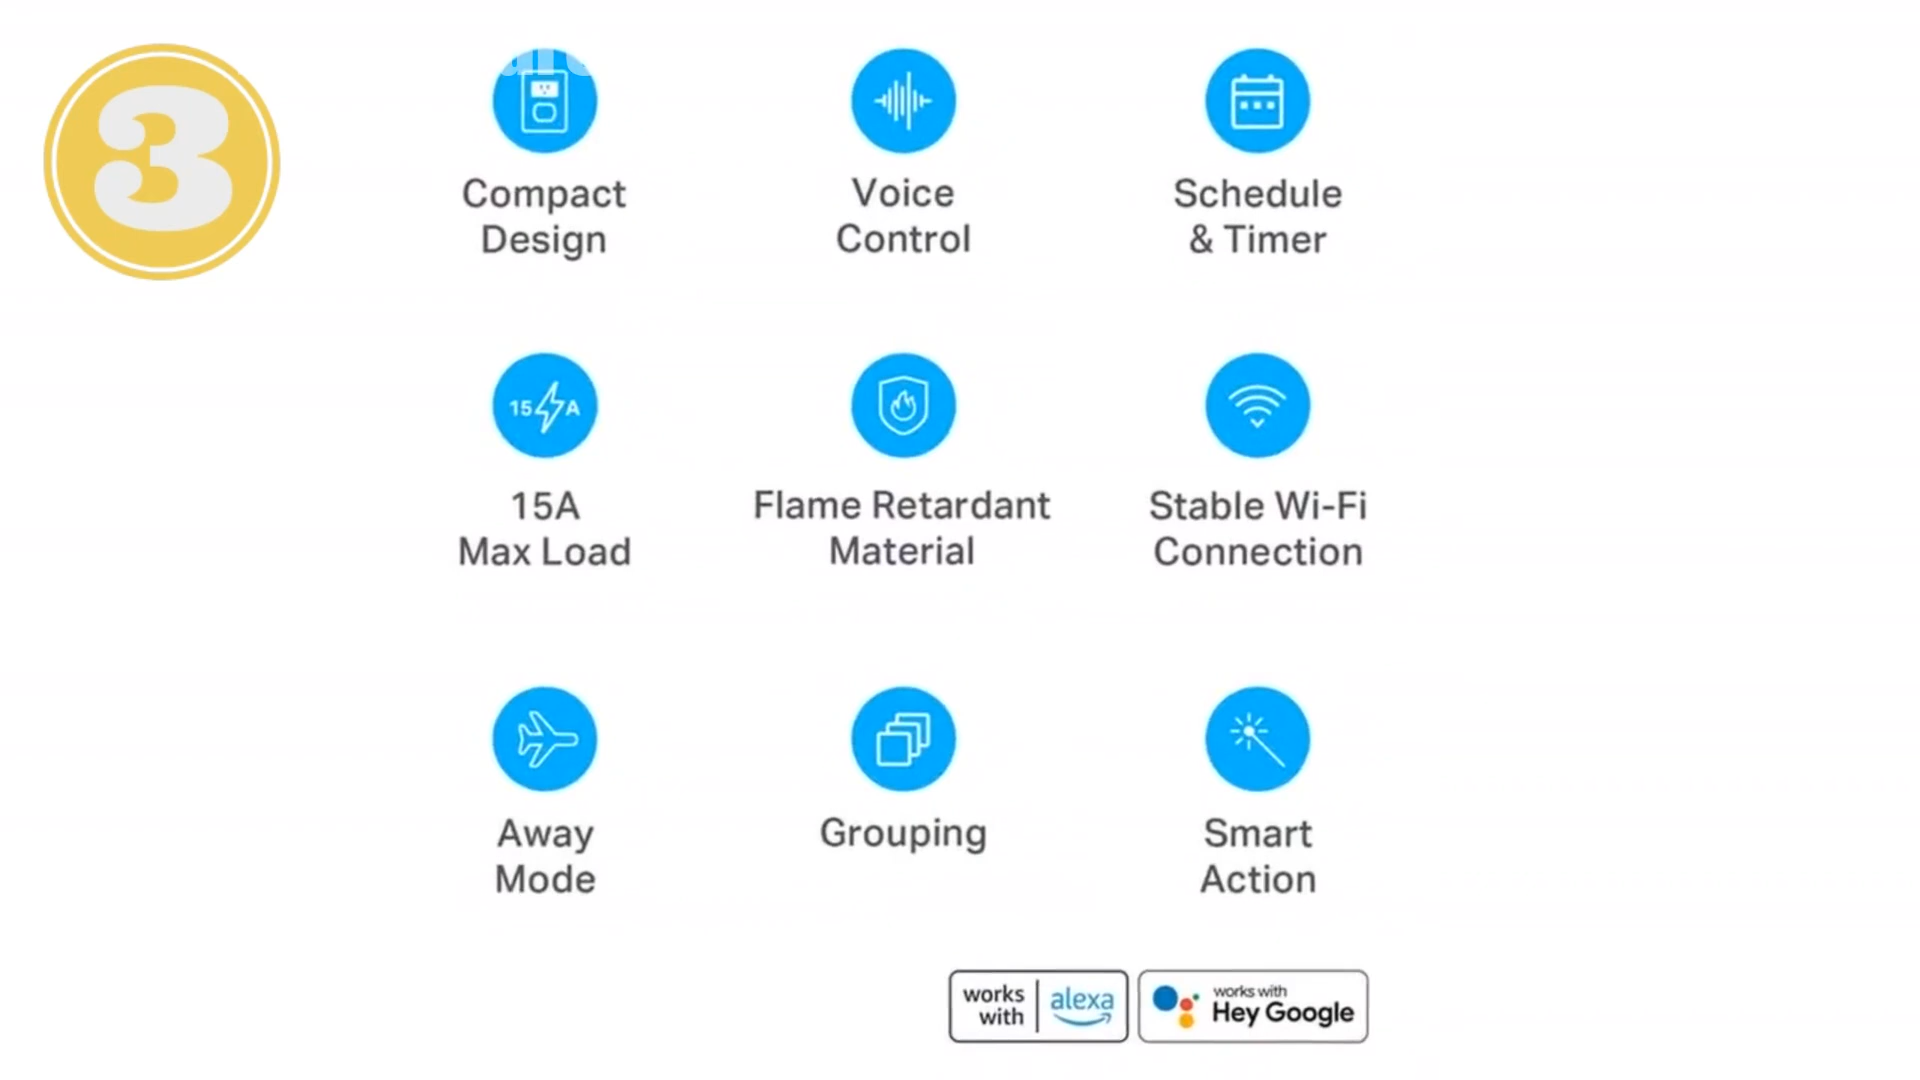 3
Compact
Design
Voice
Control
Schedule
& Timer
15 A
15A
Max Load
Flame Retardant
Material
Stable Wi-Fi
Connection
Away
Mode
Grouping
Smart
Action
works
with
alexa
works with
Hey Google